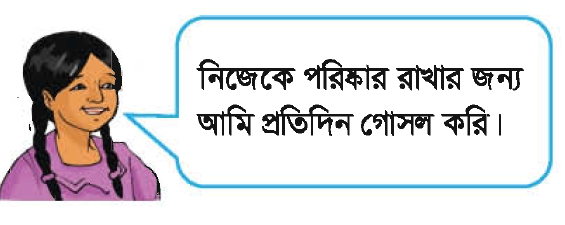 নিজেকে পরিষ্কার রাখার জন্য
আমি প্রতিদিন গোসল করি।